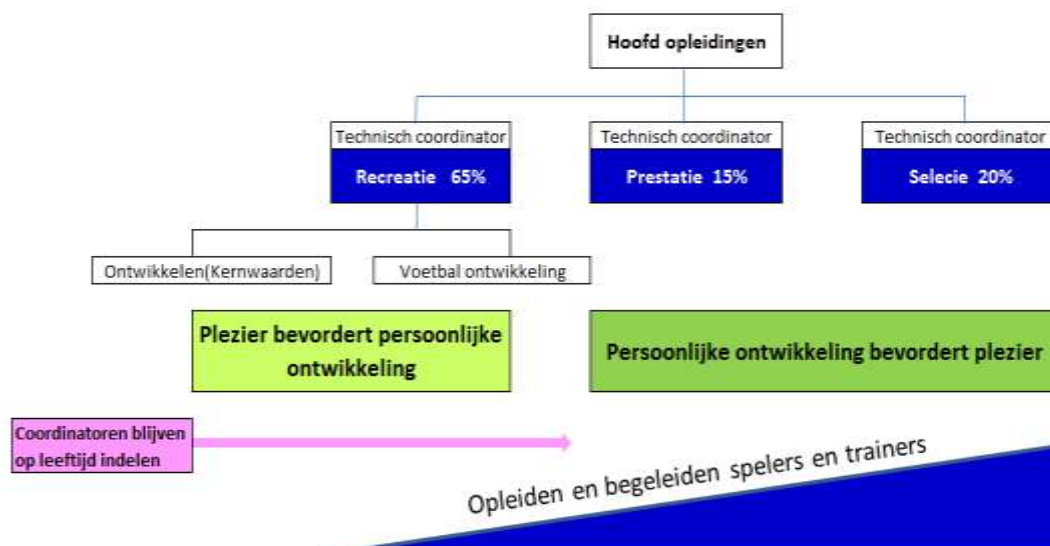 Hoofd opleidingen
Technisch coordinator
Recreatie 65%
Technisch coordinator
Prestatie 15%
Technisch coordinator
Selecie 20%
Ontwikkelen(Kernwaarden)
Voetbal ontwikkeling
Plezier bevordert persoonlijke
ontwikkeling
Persoonlijke ontwikkeling bevordert plezier
Coordinatoren blijven
op leeftijd indelen
Opleiden en begeleiden spelers en trainers